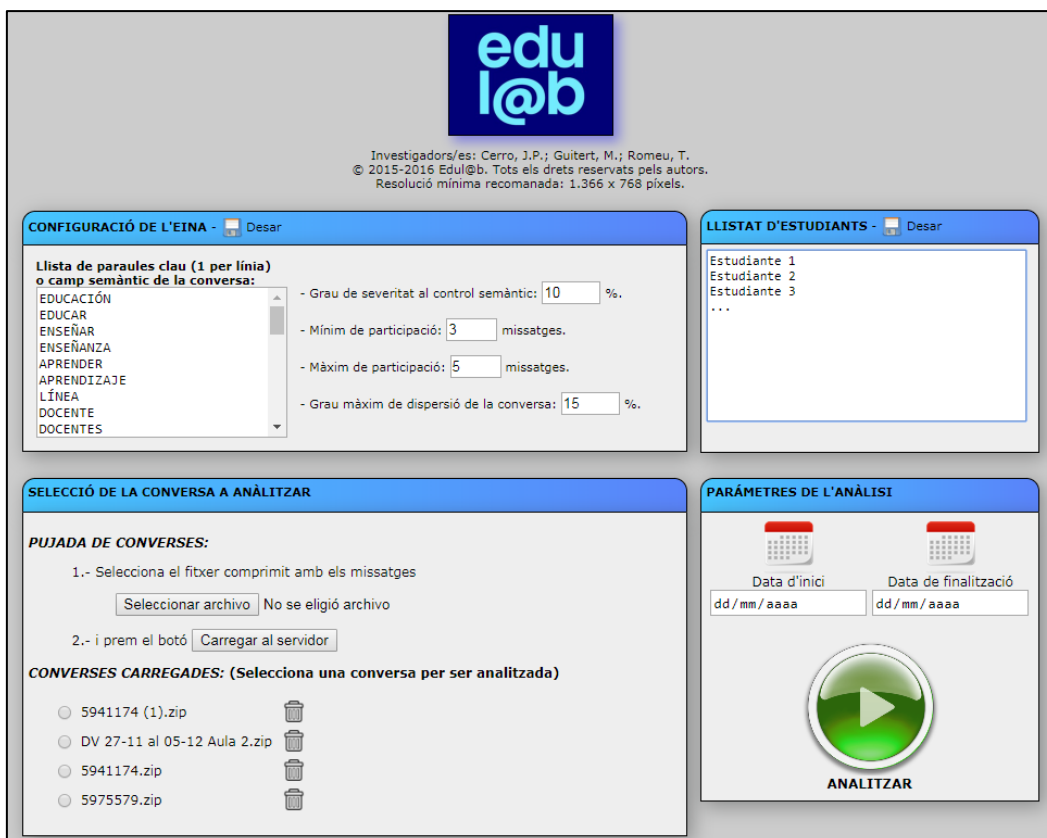 edu
l@b
Investigadors/es: Cerro, J.P.; Guitert, M.; Romeu, T.
© 2015-2016 Edul@b. Tots els drets reservats pels autors.
Resolució mínima recomanada: 1.366 x 768 píxels.
CONFIGURACIÓ DE L'EINA - Desar
Llista de paraules clau (1 per línia)
o camp semàntic de la conversa:
EDUCACIÓN
EDUCAR
ENSEÑAR
ENSEÑANZA
APRENDER
APRENDIZAJE
LÍNEA
DOCENTE
DOCENTES
- Grau de severitat al control semàntic: 10 %.
- Mínim de participació: 3 missatges.
- Màxim de participació: 5 missatges.
- Grau màxim de dispersió de la conversa: 15 %.
LLISTAT D'ESTUDIANTS - Desar
Estudiante 1
Estudiante 2
Estudiante 3
...
SELECCIÓ DE LA CONVERSA A ANÀLITZAR
PUJADA DE CONVERSES:
1.- Selecciona el fitxer comprimit amb els missatges
Seleccionar archivo No se eligió archivo
2.- i prem el botó Carregar al servidor
CONVERSES CARREGADES: (Selecciona una conversa per ser analitzada)
5941174 (1).zip
DV 27-11 al 05-12 Aula 2.zip
5941174.zip
5975579.zip
PARÁMETRES DE L'ANÀLISI
Data d'inici
dd/mm/aaaa
Data de finalització
dd/mm/aaaa
ANALITZAR